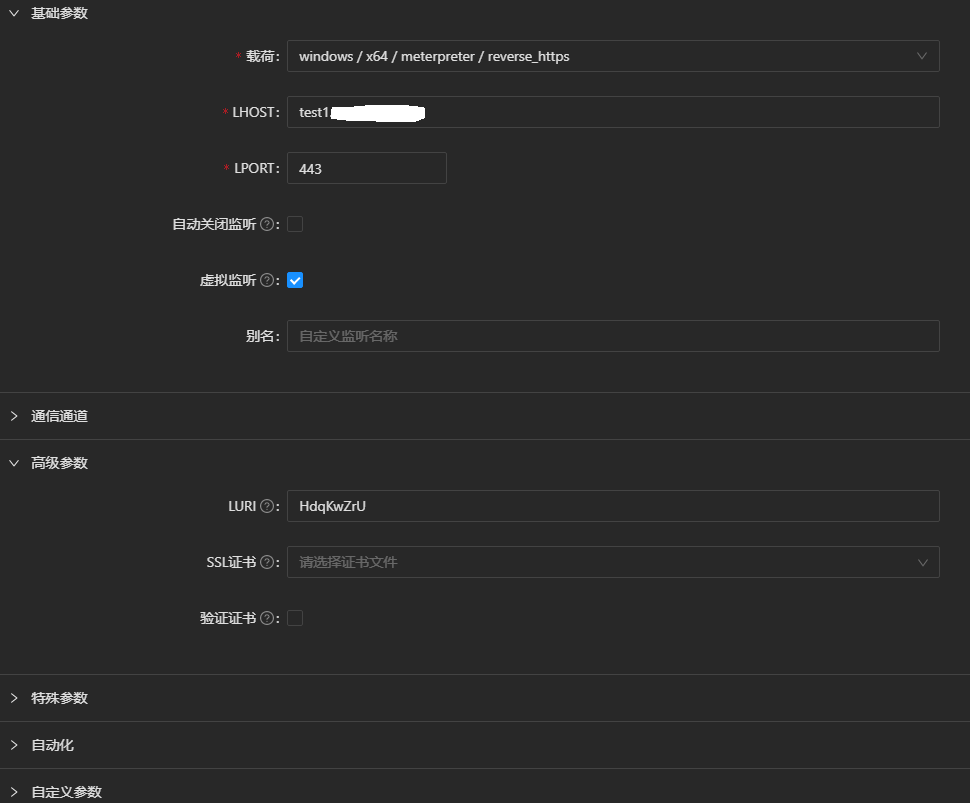 基础参数
* 载荷: windows / x64 / meterpreter / reverse_https
* LHOST: test1
* LPORT: 443
自动关闭监听 ? :
虚拟监听 ? :
别名: 自定义监听名称
通信通道
高级参数
LURI ? : HdqKwZrU
SSL证书 ? : 请选择证书文件
验证证书 ? :
特殊参数
自动化
自定义参数